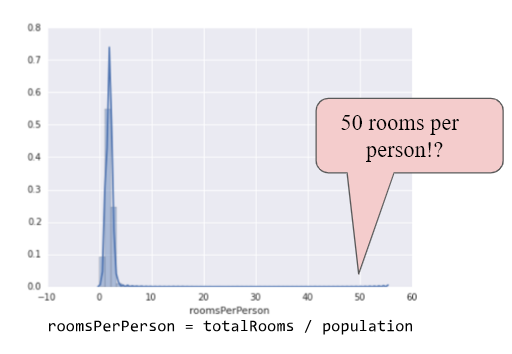 0.8
0.7
0.6
0.5
0.4
0.3
0.2
0.1
0.0
50 rooms per
person!?
−10 0 10 20 30 40 50 60
roomsPerPerson
roomsPerPerson = totalRooms / population